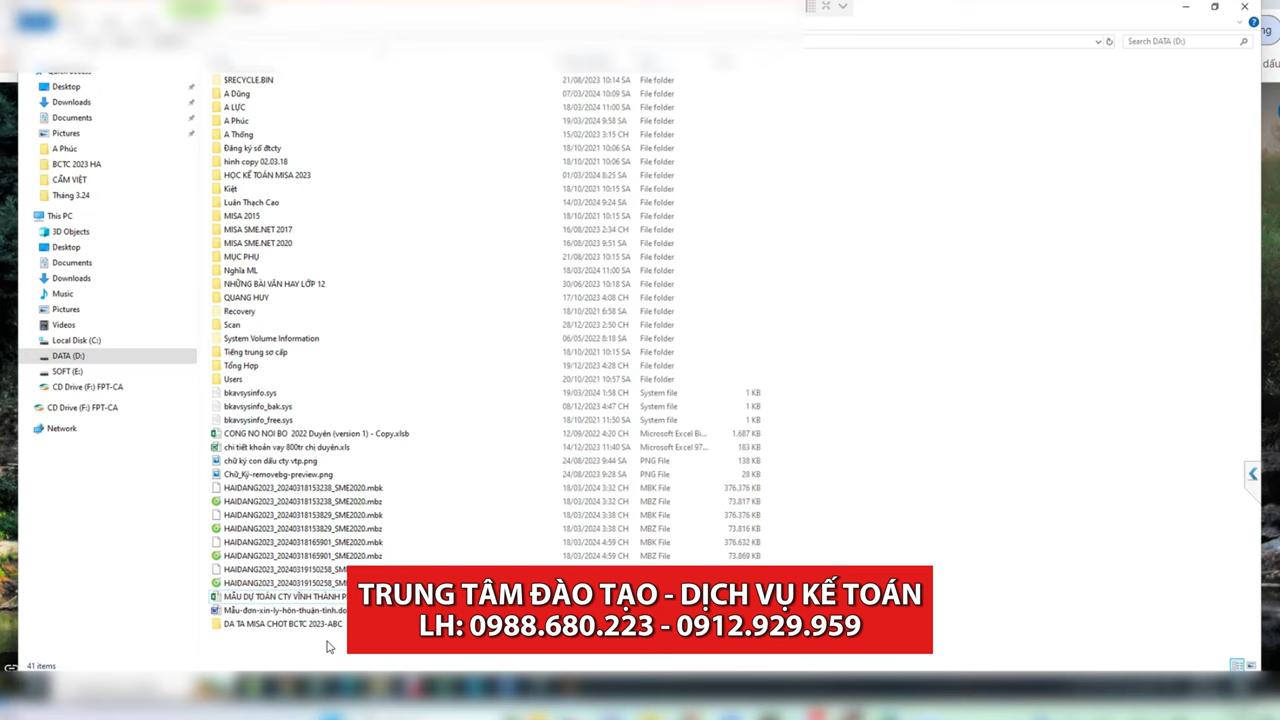 Search DATA (D:)
Desktop
Downloads
Documents
Pictures
A Phúc
BCTC 2023 HA
CẨM VIỆT
Tháng 3.24
This PC
3D Objects
Desktop
Documents
Downloads
Music
Pictures
Videos
Local Disk (C:)
DATA (D:)
SOFT (E:)
CD Drive (F:) FPT-CA
CD Drive (F:) FPT-CA
Network
$RECYCLE.BIN 21/08/2023 10:14 SA File folder
A Dũng 07/03/2024 10:09 SA File folder
A LỰC 18/03/2024 11:00 SA File folder
A Phúc 19/03/2024 9:58 SA File folder
A Thống 15/02/2023 3:15 CH File folder
Đăng ký số đtcty 18/10/2021 10:06 SA File folder
hình copy 02.03.18 18/10/2021 10:06 SA File folder
HỌC KẾ TOÁN MISA 2023 01/03/2024 8:25 SA File folder
Kiệt 18/10/2021 10:15 SA File folder
Luân Thạch Cao 14/03/2024 9:24 SA File folder
MISA 2015 18/10/2021 10:15 SA File folder
MISA SME.NET 2017 16/08/2023 2:34 CH File folder
MISA SME.NET 2020 16/08/2023 9:51 SA File folder
MỤC PHỤ 21/08/2023 10:15 SA File folder
Nghĩa ML 18/03/2024 11:00 SA File folder
NHỮNG BÀI VĂN HAY LỚP 12 30/06/2023 10:18 SA File folder
QUANG HUY 17/10/2023 4:08 CH File folder
Recovery 18/10/2021 6:58 SA File folder
Scan 28/12/2023 2:50 CH File folder
System Volume Information 06/05/2022 8:18 SA File folder
Tiếng trung sơ cấp 18/10/2021 10:15 SA File folder
Tổng Hợp 19/12/2023 4:28 CH File folder
Users 20/10/2021 10:57 SA File folder
bkavsysinfo.sys 19/03/2024 1:58 CH System file 1 KB
bkavsysinfo_bak.sys 08/12/2023 4:47 CH System file 1 KB
bkavsysinfo_free.sys 18/10/2021 11:50 SA System file 1 KB
CONG NO NOI BO 2022 Duyên (version 1) - Copy.xlsb 12/09/2022 4:20 CH Microsoft Excel Bi... 1.687 KB
chi tiết khoản vay 800tr chị duyên.xls 14/12/2023 11:40 SA Microsoft Excel 97... 183 KB
chữ ký con dấu cty vtp.png 24/08/2023 9:44 SA PNG File 138 KB
Chữ_Ký-removebg-preview.png 24/08/2023 9:28 SA PNG File 28 KB
HAIDANG2023_20240318153238_SME2020.mbk 18/03/2024 3:32 CH MBK File 376.376 KB
HAIDANG2023_20240318153238_SME2020.mbz 18/03/2024 3:32 CH MBZ File 73.817 KB
HAIDANG2023_20240318153829_SME2020.mbk 18/03/2024 3:38 CH MBK File 376.376 KB
HAIDANG2023_20240318153829_SME2020.mbz 18/03/2024 3:38 CH MBZ File 73.816 KB
HAIDANG2023_20240318165901_SME2020.mbk 18/03/2024 4:59 CH MBK File 376.632 KB
HAIDANG2023_20240318165901_SME2020.mbz 18/03/2024 4:59 CH MBZ File 73.869 KB
HAIDANG2023_20240319150258_SM
HAIDANG2023_20240319150258_SM
MẪU DỰ TOÁN CTY VĨNH THÀNH P
Mẫu-đơn-xin-ly-hôn-thuận-tình.do
DA TA MISA CHOT BCTC 2023-ABC
TRUNG TÂM ĐÀO TẠO - DỊCH VỤ KẾ TOÁN
LH: 0988.680.223 - 0912.929.959
41 items